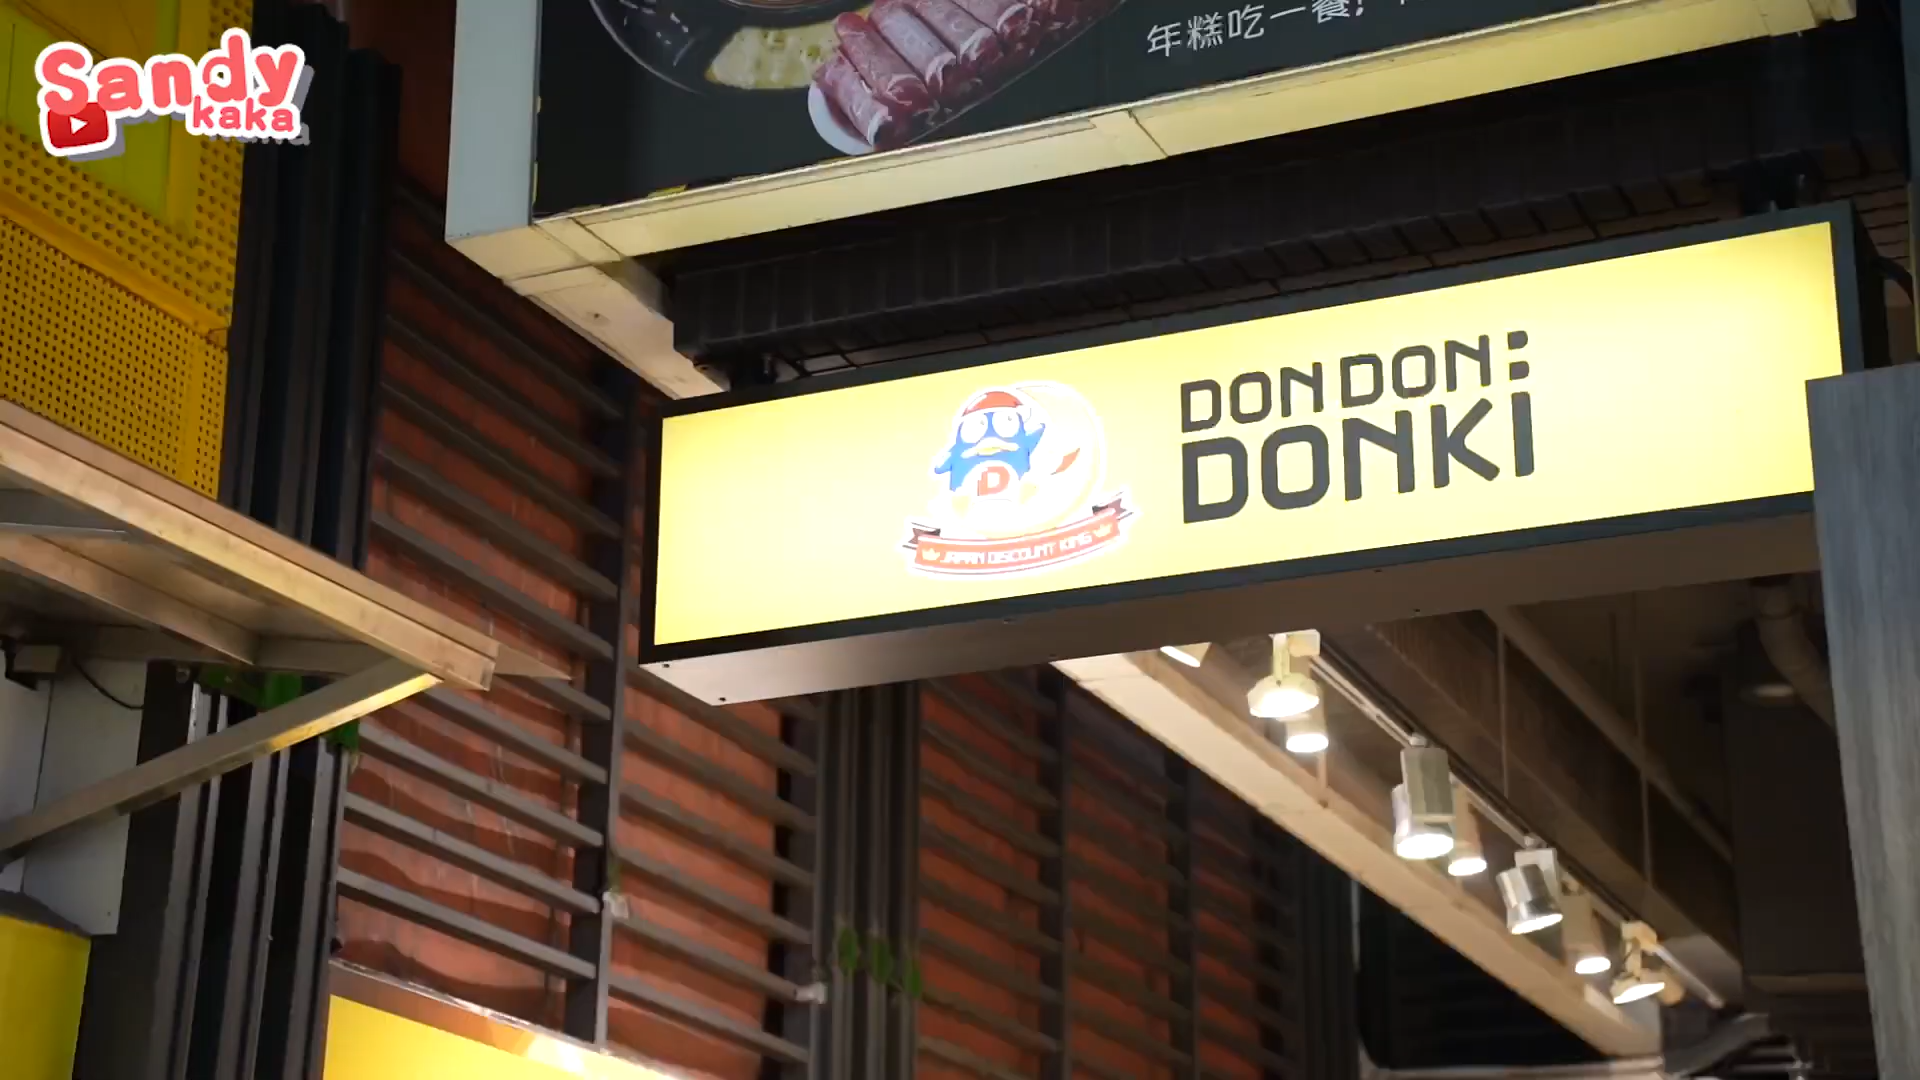 Sandy
kaka
年糕吃一餐!
DON DON:
DONKi
D
JAPAN DISCOUNT KING